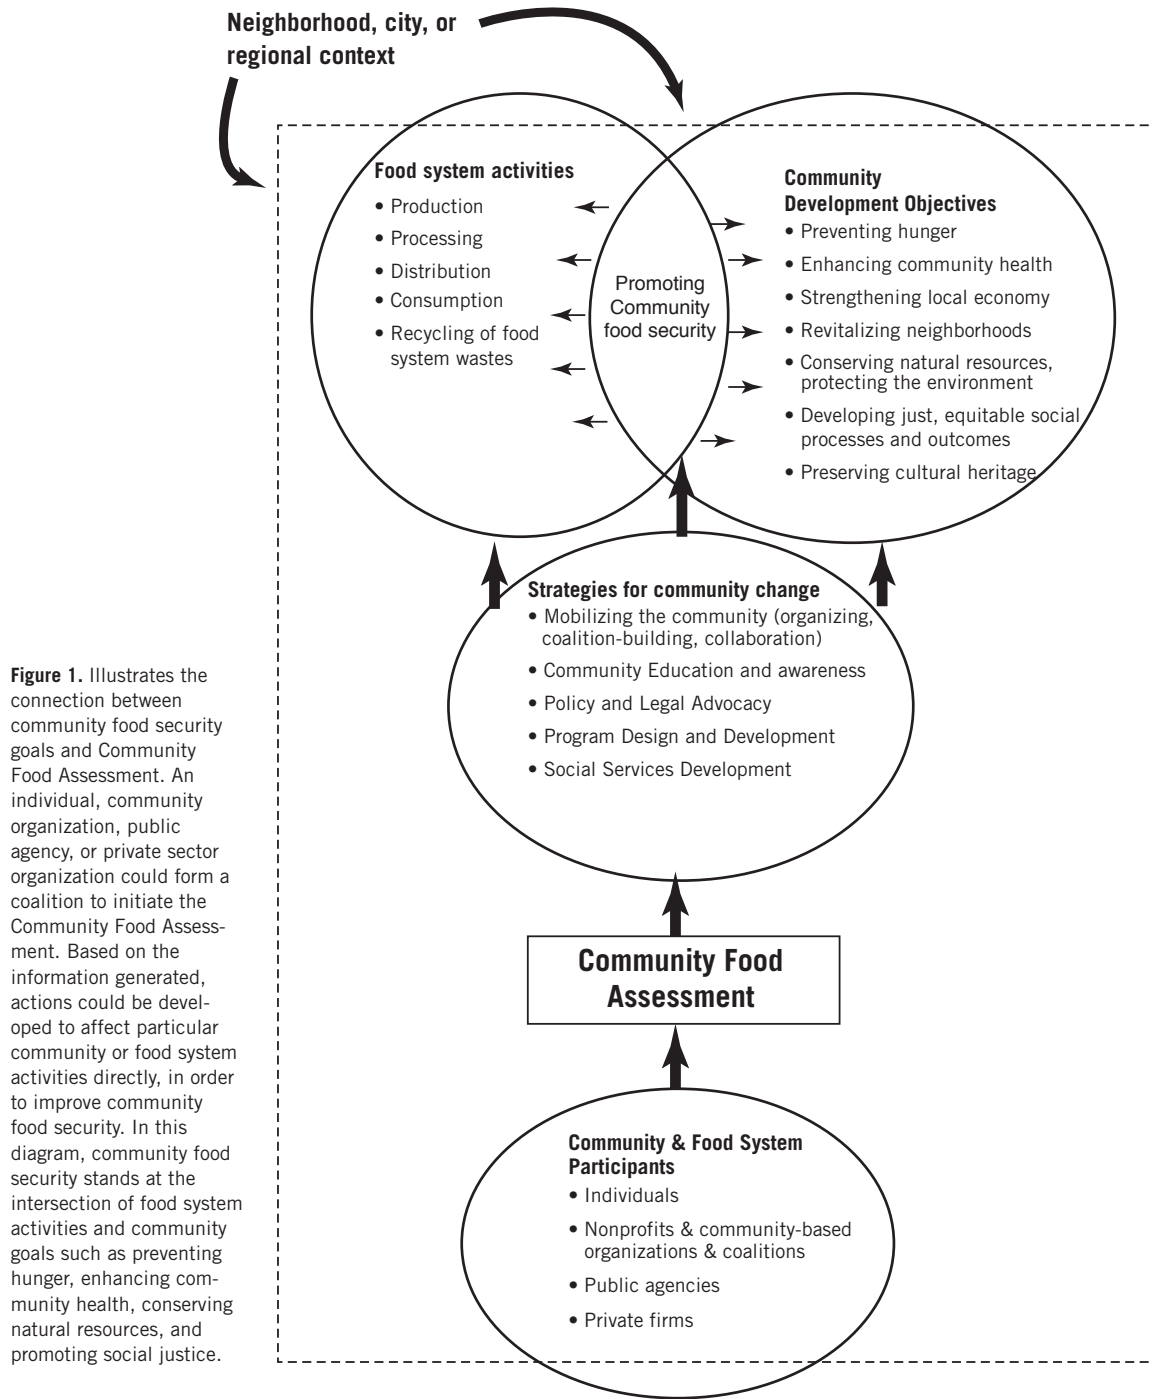 Neighborhood, city, or
regional context
Food system activities
• Production
• Processing
• Distribution
• Consumption
• Recycling of food
system wastes
Promoting
Community
food security
Community
Development Objectives
• Preventing hunger
• Enhancing community health
• Strengthening local economy
• Revitalizing neighborhoods
• Conserving natural resources,
protecting the environment
• Developing just, equitable social
processes and outcomes
• Preserving cultural heritage
Strategies for community change
• Mobilizing the community (organizing,
coalition-building, collaboration)
• Community Education and awareness
• Policy and Legal Advocacy
• Program Design and Development
• Social Services Development
Community Food
Assessment
Community & Food System
Participants
• Individuals
• Nonprofits & community-based
organizations & coalitions
• Public agencies
• Private firms
Figure 1. Illustrates the
connection between
community food security
goals and Community
Food Assessment. An
individual, community
organization, public
agency, or private sector
organization could form a
coalition to initiate the
Community Food Assess-
ment. Based on the
information generated,
actions could be devel-
oped to affect particular
community or food system
activities directly, in order
to improve community
food security. In this
diagram, community food
security stands at the
intersection of food system
activities and community
goals such as preventing
hunger, enhancing com-
munity health, conserving
natural resources, and
promoting social justice.